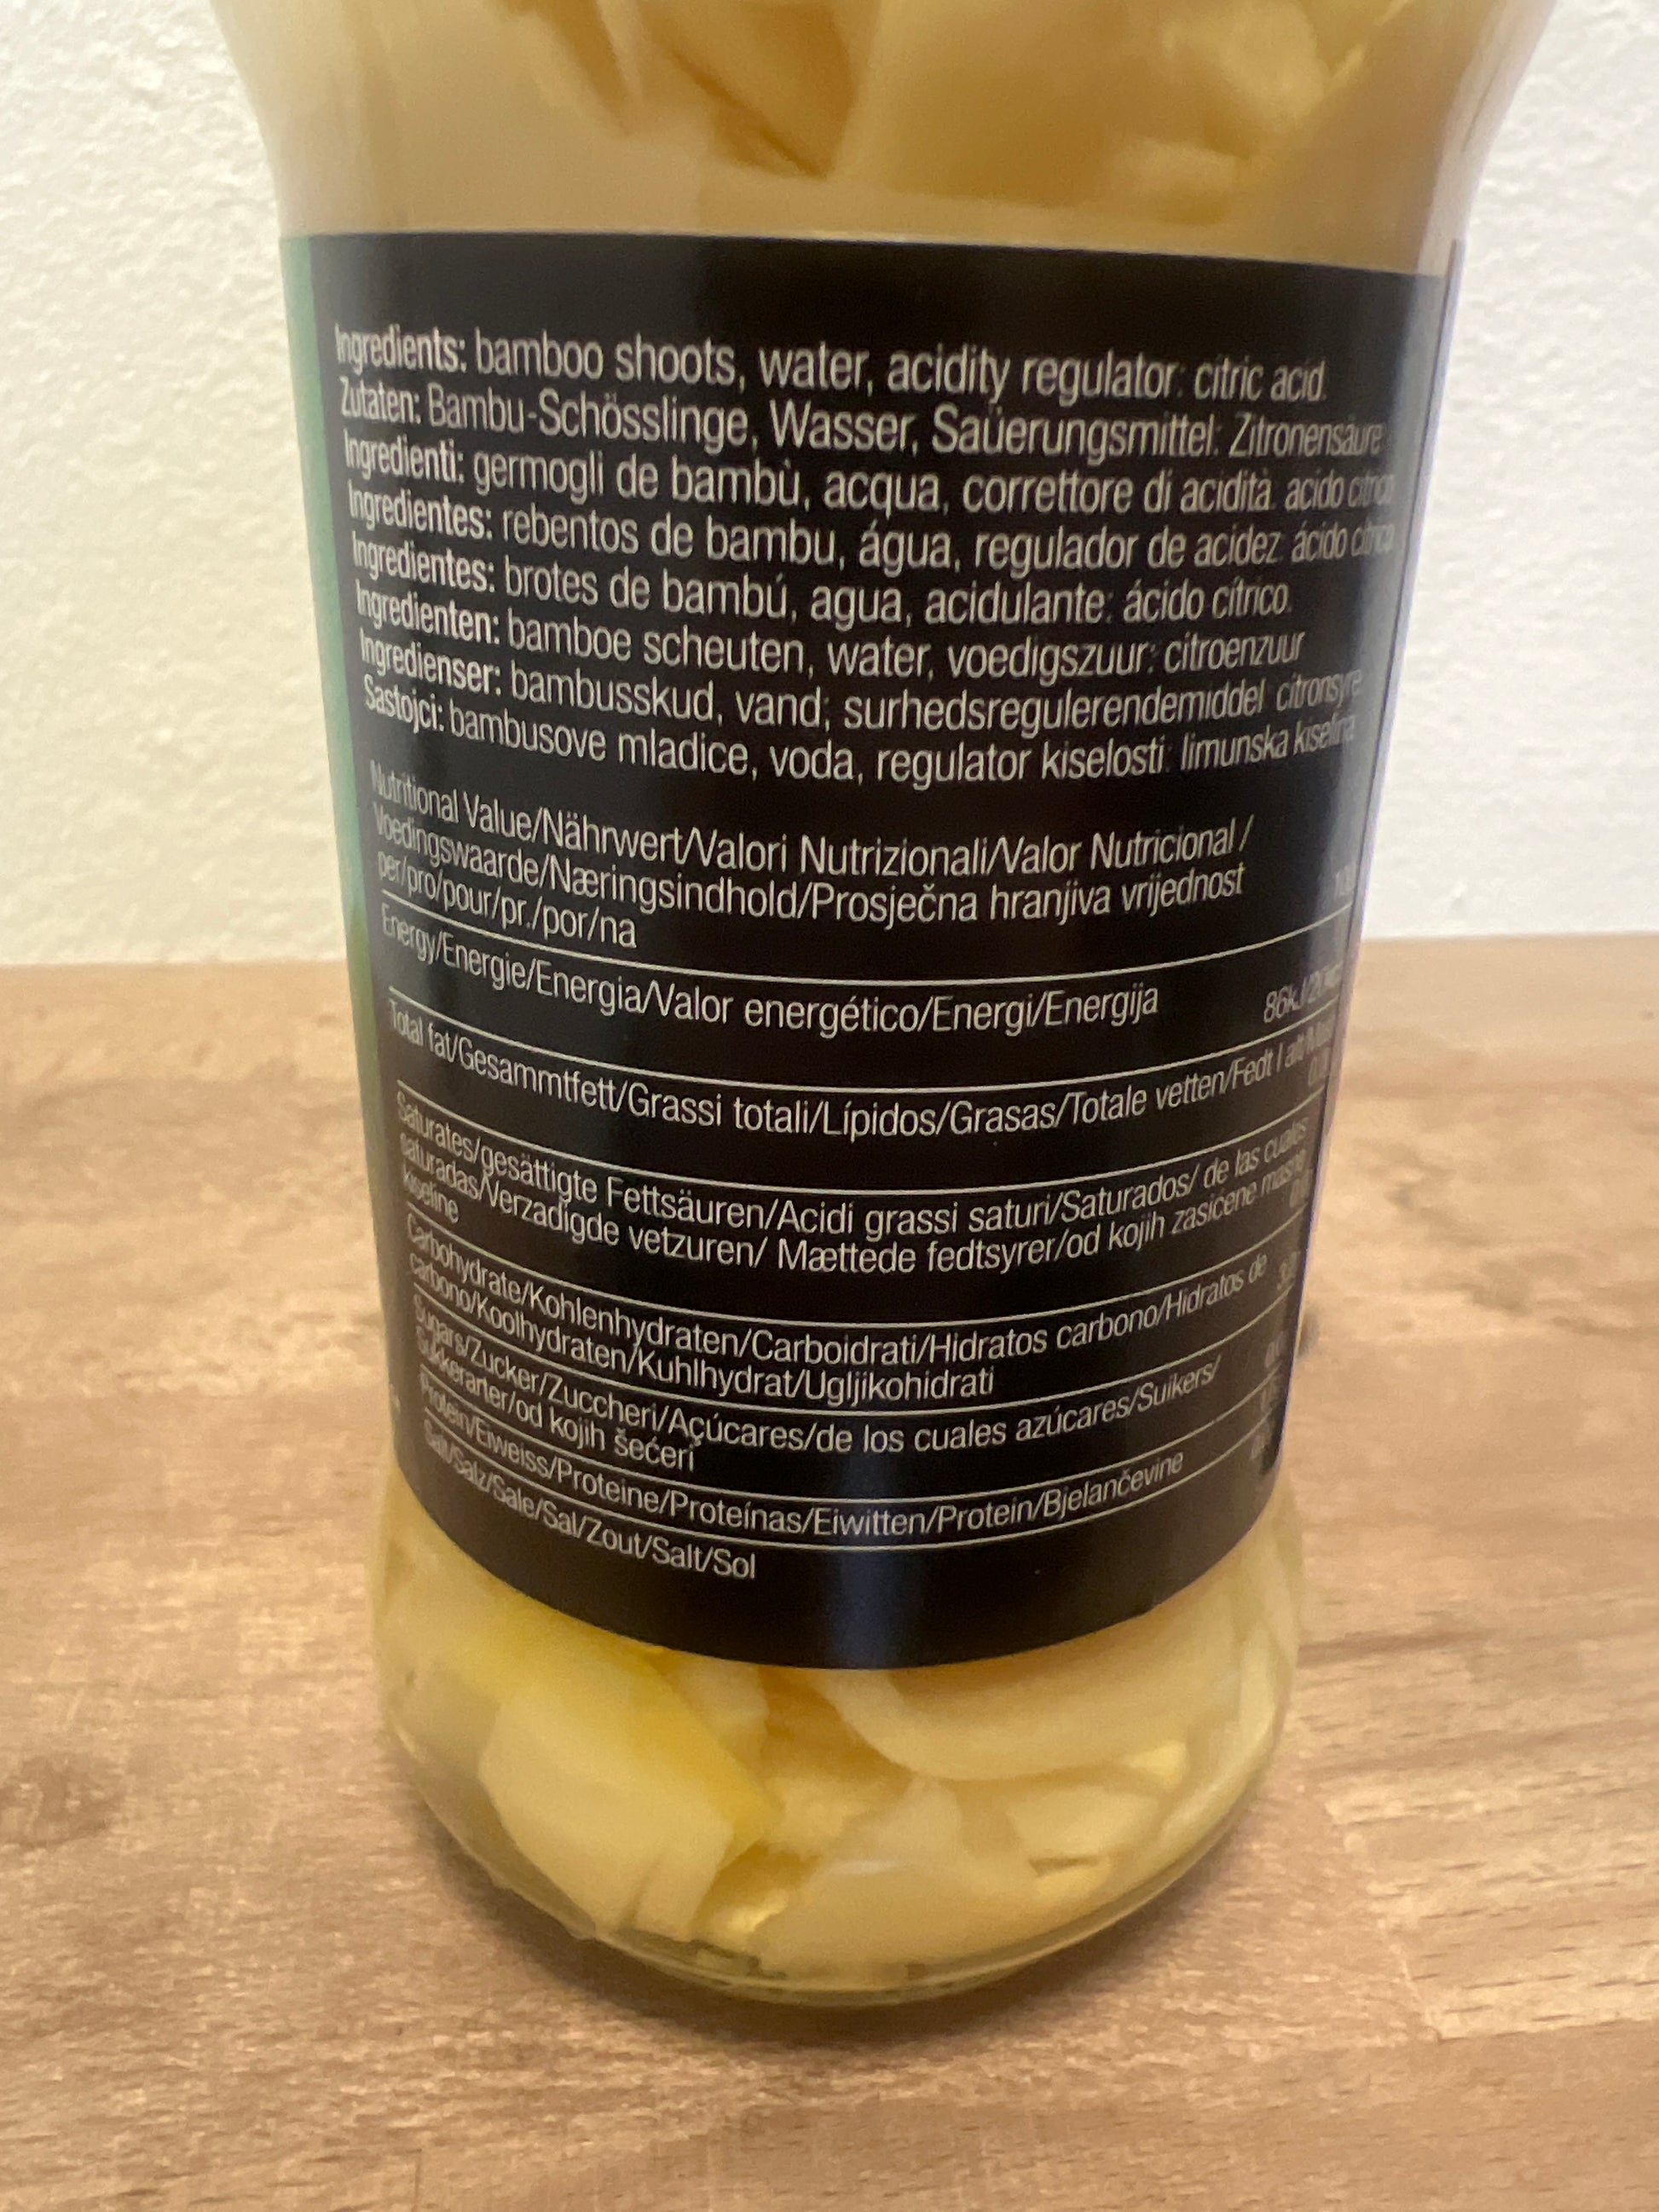 Ingredients: bamboo shoots, water, acidity regulator: citric acid.
Zutaten: Bambu-Schösslinge, Wasser, Saüerungsmittel: Zitronensäure
Ingredienti: germogli de bambù, acqua, correttore di acidità: acido citrico
Ingredientes: rebentos de bambu, água, regulador de acidez: ácido cítrico
Ingredientes: brotes de bambú, agua, acidulante: ácido cítrico.
Ingredienten: bamboe scheuten, water, voedigszuur: citroenzuur
Ingredienser: bambusskud, vand; surhedsregulerendemiddel citronsyre
Sastojci: bambusove mladice, voda, regulator kiselosti: limunska kiselina
Nutritional Value/Nährwert/Valori Nutrizionali/Valor Nutricional/
Voedingswaarde/Næringsindhold/Prosječna hranjiva vrijednost
per/pro/pour/pr./por/na
Energy/Energie/Energia/Valor energético/Energi/Energija 86kJ
Total fat/Gesammtfett/Grassi totali/Lípidos/Grasas/Totale vetten/Fedt I alt
Saturates/gesättigte Fettsäuren/Acidi grassi saturi/Saturados/ de las cuales
saturadas/Verzadigde vetzuren/ Mættede fedtsyrer/od kojih zasićene masne
kiseline
Carbohydrate/Kohlenhydraten/Carboidrati/Hidratos carbono/Hidratos de
carbono/Koolhydraten/Kuhlhydrat/Ugljikohidrati
Sugars/Zucker/Zuccheri/Açúcares/de los cuales azúcares/Suikers/
Sukkerarter/od kojih šećeri
Protein/Eiweiss/Proteine/Proteínas/Eiwitten/Protein/Bjelančevine
Salt/Salz/Sale/Sal/Zout/Salt/Sol